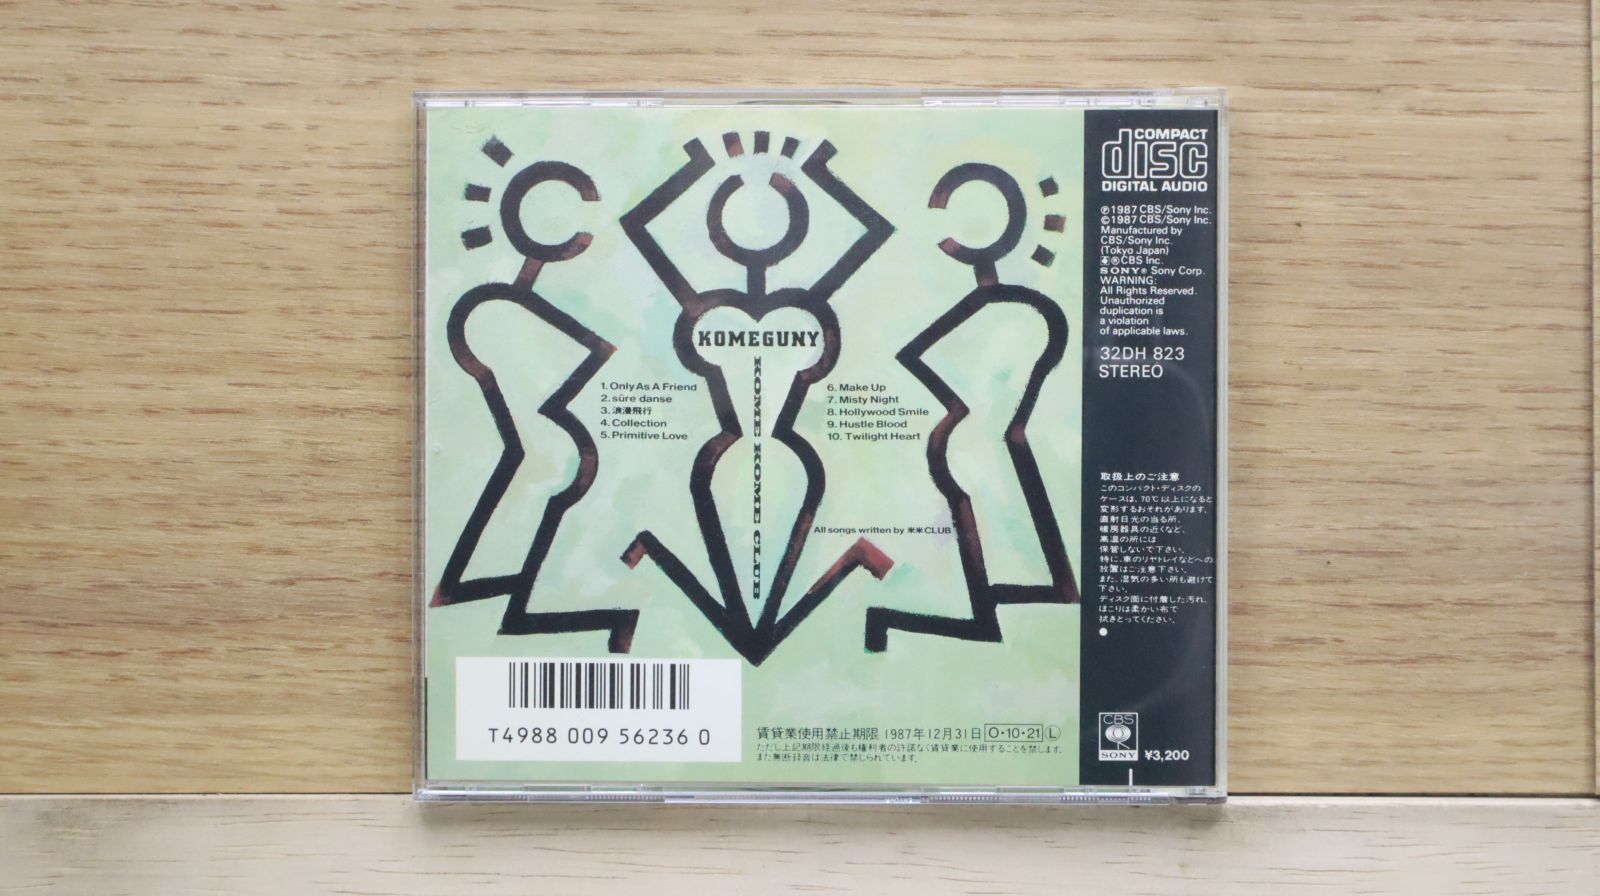 KOMEGUNY
KOME KOME CLUB
1. Only As A Friend
2. sûre danse
3. 浪漫飛行
4. Collection
5. Primitive Love
6. Make Up
7. Misty Night
8. Hollywood Smile
9. Hustle Blood
10. Twilight Heart
All songs written by 米米CLUB
T4988 009 56236 0
賃貸業使用禁止期限 1987年12月31日 O・10・21 Ⓛ
ただし上記期限経過後も権利者の許諾なく賃貸業に使用することを禁します。
また無断録音は法律で禁じられています。
COMPACT
disc
DIGITAL AUDIO
℗1987 CBS/Sony Inc.
©1987 CBS/Sony Inc.
Manufactured by
CBS/Sony Inc.
(Tokyo Japan)
®CBS Inc.
SONY® Sony Corp.
WARNING:
All Rights Reserved.
Unauthorized
duplication is
a violation
of applicable laws.
32DH 823
STEREO
取扱上のご注意
このコンパクト・ディスクの
ケースは、70℃以上になると
変形するおそれがあります。
直射日光の当る所、
暖房器具の近くなど、
高温の所には
保管しないで下さい。
特に、車のリヤトレイなどへの
放置はご注意下さい。
また、湿気の多い所も避けて
下さい。
ディスク面に付着した汚れ、
ほこりは柔かい布で
拭きとってください。
CBS
SONY
¥3,200